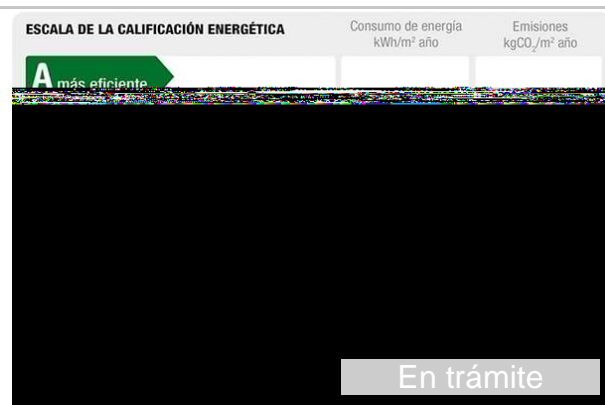 ESCALA DE LA CALIFICACIÓN ENERGÉTICA
Consumo de energía
kWh/m² año
Emisiones
kgCO₂/m² año
A más eficiente
En trámite